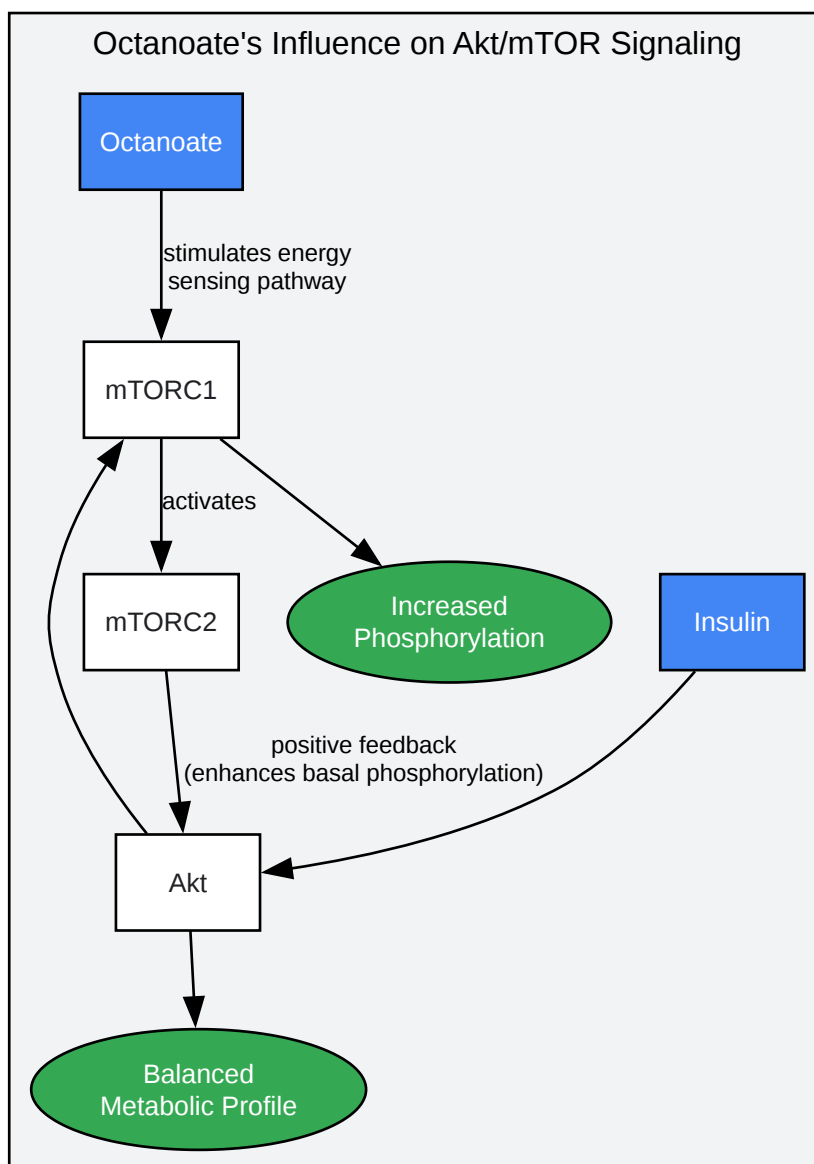 Octanoate's Influence on Akt/mTOR Signaling
Octanoate
stimulates energy
sensing pathway
mTORC1
activates
mTORC2
Increased
Phosphorylation
Insulin
positive feedback
(enhances basal phosphorylation)
Akt
Balanced
Metabolic Profile